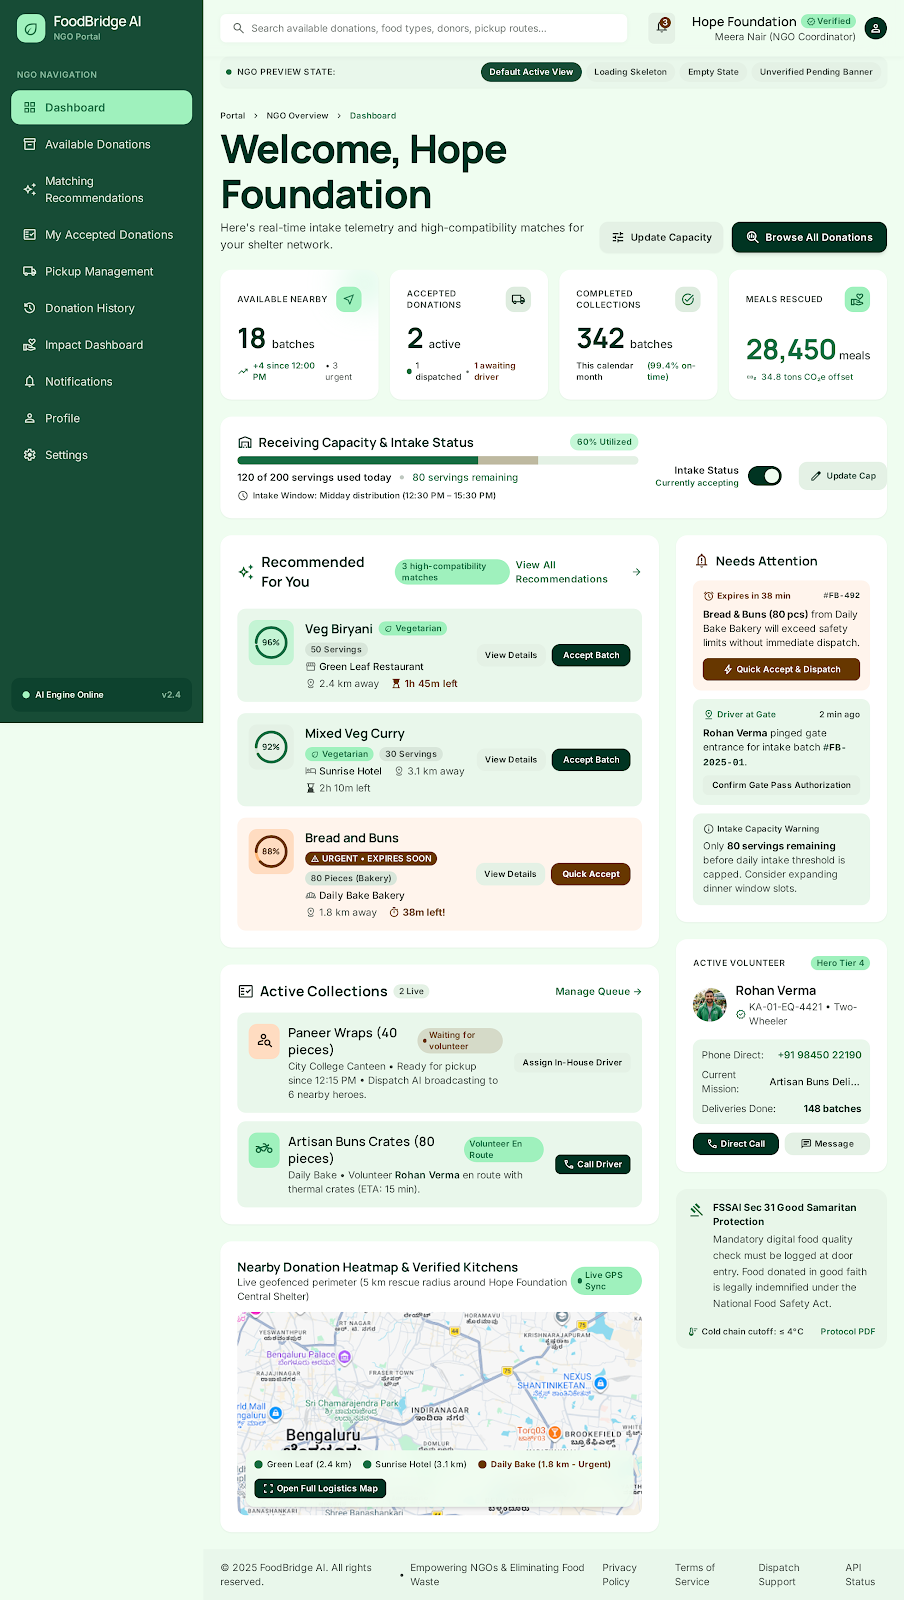 FoodBridge AI
NGO Portal
NGO NAVIGATION
Dashboard
Available Donations
Matching
Recommendations
My Accepted Donations
Pickup Management
Donation History
Impact Dashboard
Notifications
Profile
Settings
AI Engine Online v2.4
Search available donations, food types, donors, pickup routes...
3
Hope Foundation Verified
Meera Nair (NGO Coordinator)
NGO PREVIEW STATE: Default Active View Loading Skeleton Empty State Unverified Pending Banner
Portal > NGO Overview > Dashboard
Welcome, Hope
Foundation
Here's real-time intake telemetry and high-compatibility matches for
your shelter network.
Update Capacity Browse All Donations
AVAILABLE NEARBY
18 batches
+4 since 12:00
PM
• 3
urgent
ACCEPTED
DONATIONS
2 active
1
dispatched
• 1 awaiting
driver
COMPLETED
COLLECTIONS
342 batches
This calendar
month
(99.4% on-
time)
MEALS RESCUED
28,450 meals
34.8 tons CO₂e offset
Receiving Capacity & Intake Status 60% Utilized
120 of 200 servings used today • 80 servings remaining
Intake Window: Midday distribution (12:30 PM – 15:30 PM)
Intake Status
Currently accepting
Update Cap
Recommended
For You
3 high-compatibility
matches
View All
Recommendations →
96%
Veg Biryani Vegetarian
50 Servings
Green Leaf Restaurant
2.4 km away 1h 45m left
View Details Accept Batch
92%
Mixed Veg Curry
Vegetarian 30 Servings
Sunrise Hotel 3.1 km away
2h 10m left
View Details Accept Batch
88%
Bread and Buns
URGENT • EXPIRES SOON
80 Pieces (Bakery)
Daily Bake Bakery
1.8 km away 38m left!
View Details Quick Accept
Needs Attention
Expires in 38 min #FB-492
Bread & Buns (80 pcs) from Daily
Bake Bakery will exceed safety
limits without immediate dispatch.
Quick Accept & Dispatch
Driver at Gate 2 min ago
Rohan Verma pinged gate
entrance for intake batch #FB-
2025-01.
Confirm Gate Pass Authorization
Intake Capacity Warning
Only 80 servings remaining
before daily intake threshold is
capped. Consider expanding
dinner window slots.
Active Collections 2 Live Manage Queue →
Paneer Wraps (40
pieces)
Waiting for
volunteer
City College Canteen • Ready for pickup
since 12:15 PM • Dispatch AI broadcasting to
6 nearby heroes.
Assign In-House Driver
Artisan Buns Crates (80
pieces)
Volunteer En
Route
Daily Bake • Volunteer Rohan Verma en route with
thermal crates (ETA: 15 min).
Call Driver
ACTIVE VOLUNTEER Hero Tier 4
Rohan Verma
KA-01-EQ-4421 • Two-
Wheeler
Phone Direct: +91 98450 22190
Current
Mission:
Artisan Buns Deli...
Deliveries Done: 148 batches
Direct Call Message
FSSAI Sec 31 Good Samaritan
Protection
Mandatory digital food quality
check must be logged at door
entry. Food donated in good faith
is legally indemnified under the
National Food Safety Act.
Cold chain cutoff: ≤ 4°C Protocol PDF
Nearby Donation Heatmap & Verified Kitchens
Live geofenced perimeter (5 km rescue radius around Hope Foundation
Central Shelter)
Live GPS
Sync
RT NAGAR
HORAMAVU
YESWANTHPUR
44
75
KRISHNARAJAPURAM
Bengaluru Palace
FRASER TOWN
RAJAJINAGAR
75
NEXUS
SHANTINIKETAN...
Sri Chamarajendra Park
INDIRANAGAR
Torq03
BROOKEFIELD
Bengaluru
DOMLUR
Green Leaf (2.4 km) Sunrise Hotel (3.1 km) Daily Bake (1.8 km - Urgent)
Open Full Logistics Map
BANASHANKARI
Shree Banashankari
© 2025 FoodBridge AI. All rights
reserved.
• Empowering NGOs & Eliminating Food
Waste
Privacy
Policy
Terms of
Service
Dispatch
Support
API
Status